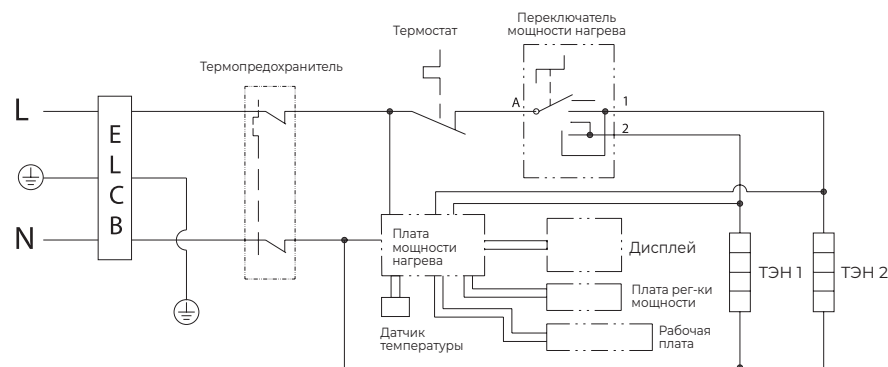 Переключатель
мощности нагрева
Термостат
Термопредохранитель
L
A
1
ELCB
2
N
Плата
мощности
нагрева
Дисплей
ТЭН 1
ТЭН 2
Плата рег-ки
мощности
Датчик
температуры
Рабочая
плата